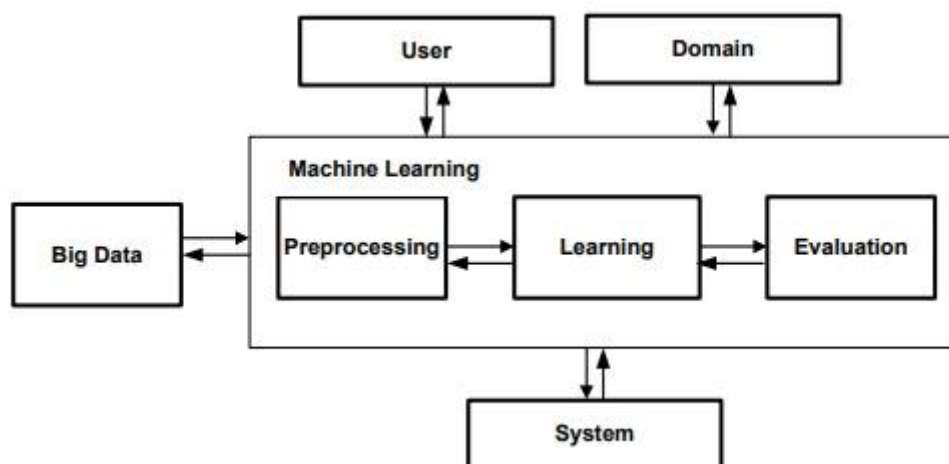 User
Domain
Machine Learning
Big Data
Preprocessing
Learning
Evaluation
System